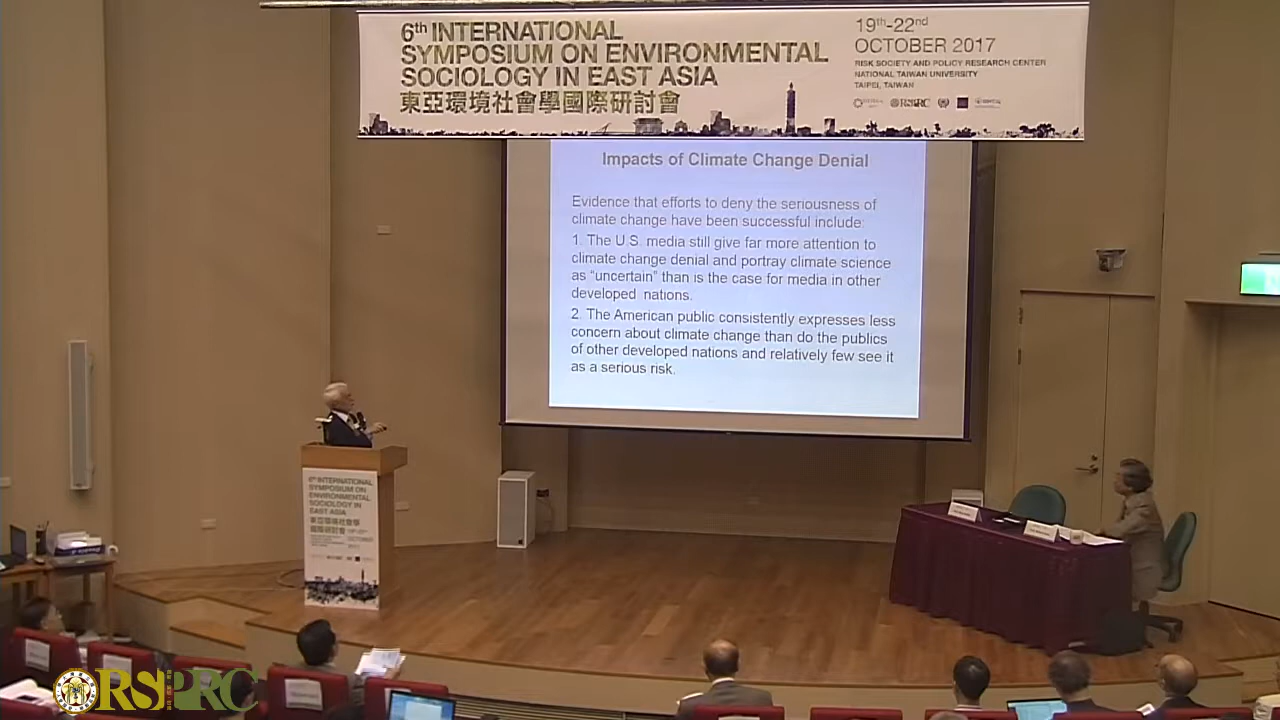 6th INTERNATIONAL
SYMPOSIUM ON ENVIRONMENTAL
SOCIOLOGY IN EAST ASIA
東亞環境社會學國際研討會
19th-22nd
OCTOBER 2017
RISK SOCIETY AND POLICY RESEARCH CENTER
NATIONAL TAIWAN UNIVERSITY
TAIPEI, TAIWAN
RSPRC
Impacts of Climate Change Denial
Evidence that efforts to deny the seriousness of
climate change have been successful include:
1. The U.S. media still give far more attention to
climate change denial and portray climate science
as “uncertain” than is the case for media in other
developed nations.
2. The American public consistently expresses less
concern about climate change than do the publics
of other developed nations and relatively few see it
as a serious risk.
6th INTERNATIONAL
SYMPOSIUM ON
ENVIRONMENTAL
SOCIOLOGY IN
EAST ASIA
東亞環境社會學
國際研討會
OCTOBER
2017
RSPRC